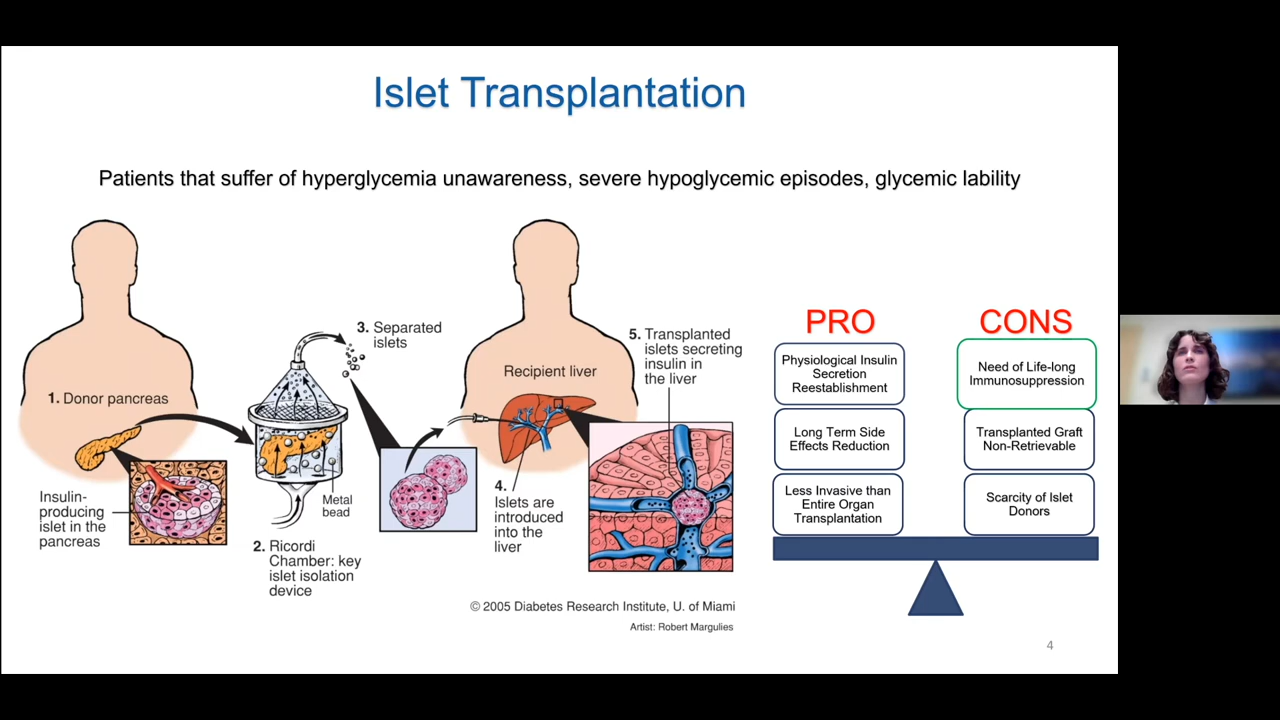 Islet Transplantation
Patients that suffer of hyperglycemia unawareness, severe hypoglycemic episodes, glycemic lability
1. Donor pancreas
Insulin-
producing
islet in the
pancreas
2. Ricordi
Chamber: key
islet isolation
device
Metal
bead
3. Separated
islets
Recipient liver
4.
Islets are
introduced
into the
liver
5. Transplanted
islets secreting
insulin in
the liver
© 2005 Diabetes Research Institute, U. of Miami
Artist: Robert Margulies
PRO
Physiological Insulin
Secretion
Reestablishment
Long Term Side
Effects Reduction
Less Invasive than
Entire Organ
Transplantation
CONS
Need of Life-long
Immunosuppression
Transplanted Graft
Non-Retrievable
Scarcity of Islet
Donors
4